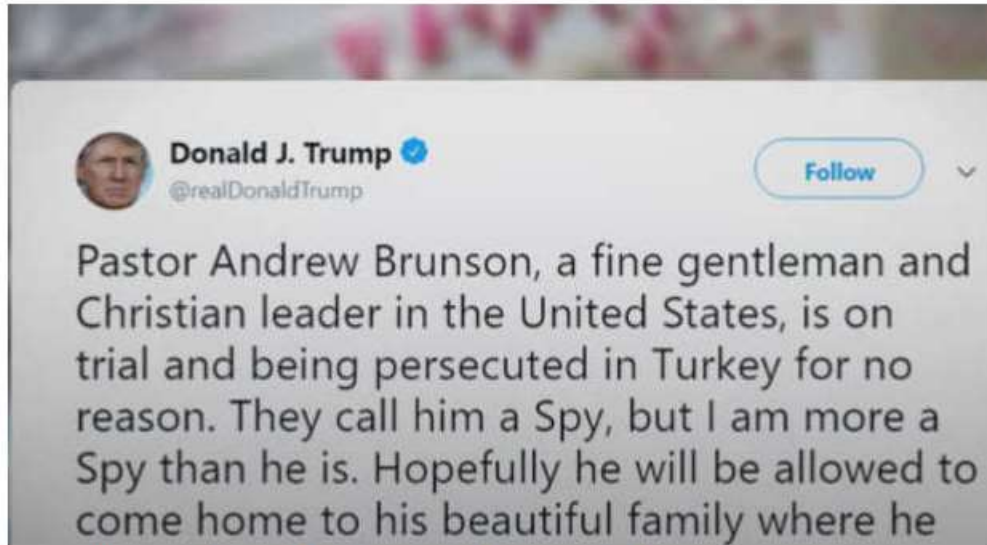 Donald J. Trump
@realDonaldTrump
Follow
Pastor Andrew Brunson, a fine gentleman and
Christian leader in the United States, is on
trial and being persecuted in Turkey for no
reason. They call him a Spy, but I am more a
Spy than he is. Hopefully he will be allowed to
come home to his beautiful family where he